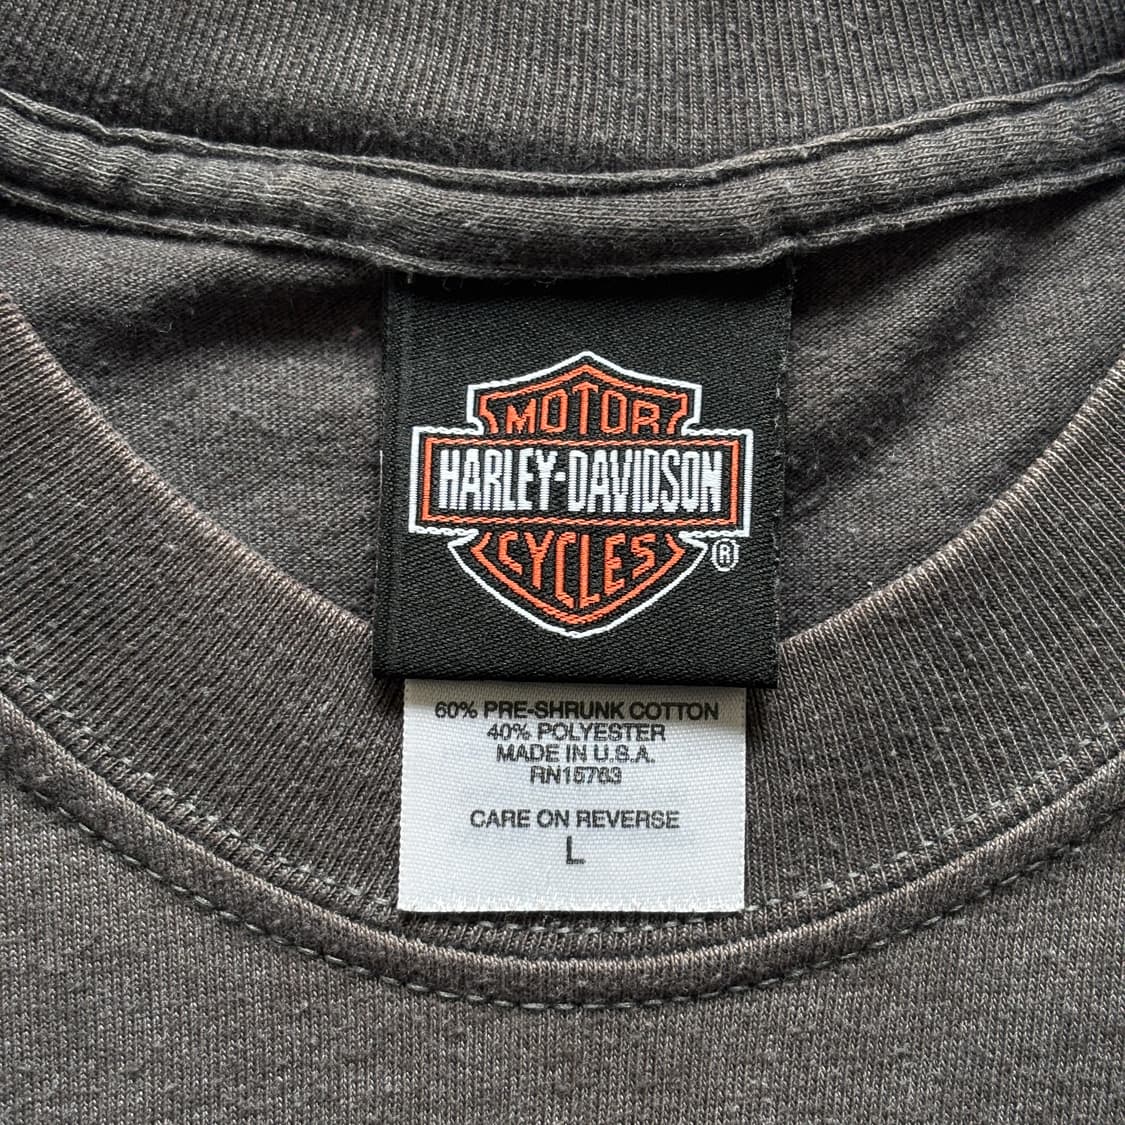 MOTOR
HARLEY-DAVIDSON
CYCLES
®
60% PRE-SHRUNK COTTON
40% POLYESTER
MADE IN U.S.A.
RN15763
CARE ON REVERSE
L